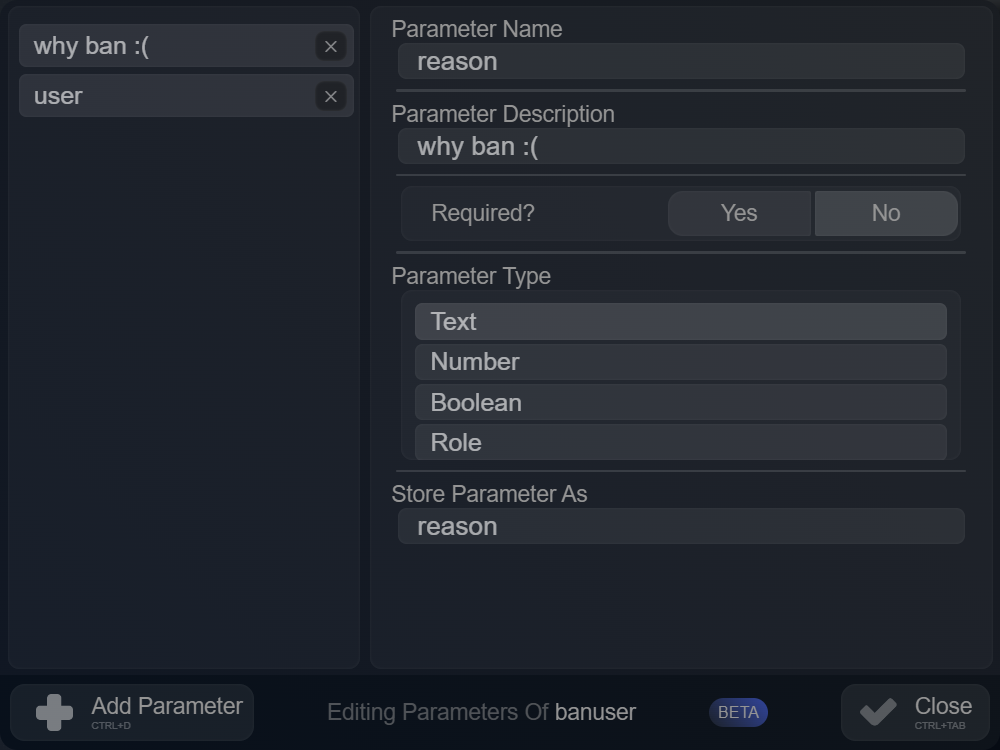 why ban :(
user
Parameter Name
reason
Parameter Description
why ban :(
Required?
Yes
No
Parameter Type
Text
Number
Boolean
Role
Store Parameter As
reason
Add Parameter
CTRL+D
Editing Parameters Of banuser
BETA
Close
CTRL+TAB